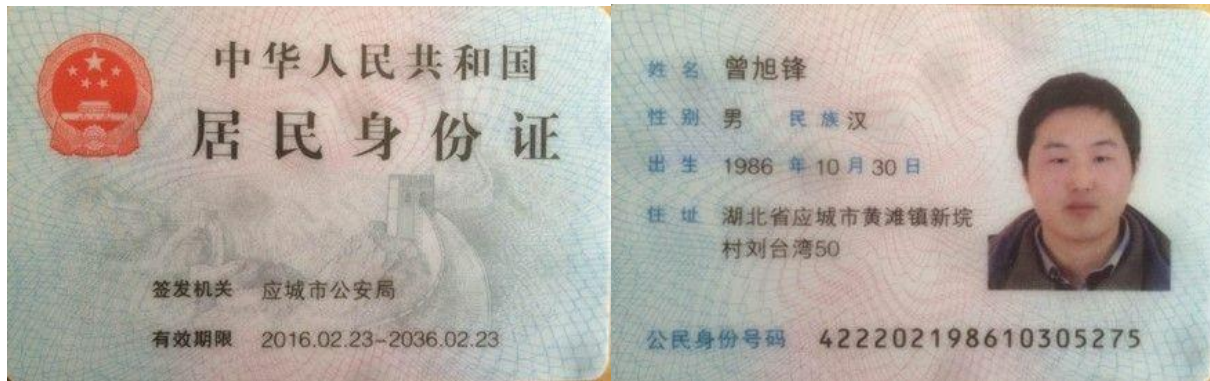 中华人民共和国
居民身份证
签发机关 应城市公安局
有效期限 2016.02.23-2036.02.23
姓名 曾旭锋
性别 男 民族 汉
出生 1986 年 10 月 30 日
住址 湖北省应城市黄滩镇新垸
村刘台湾50
公民身份号码 422202198610305275